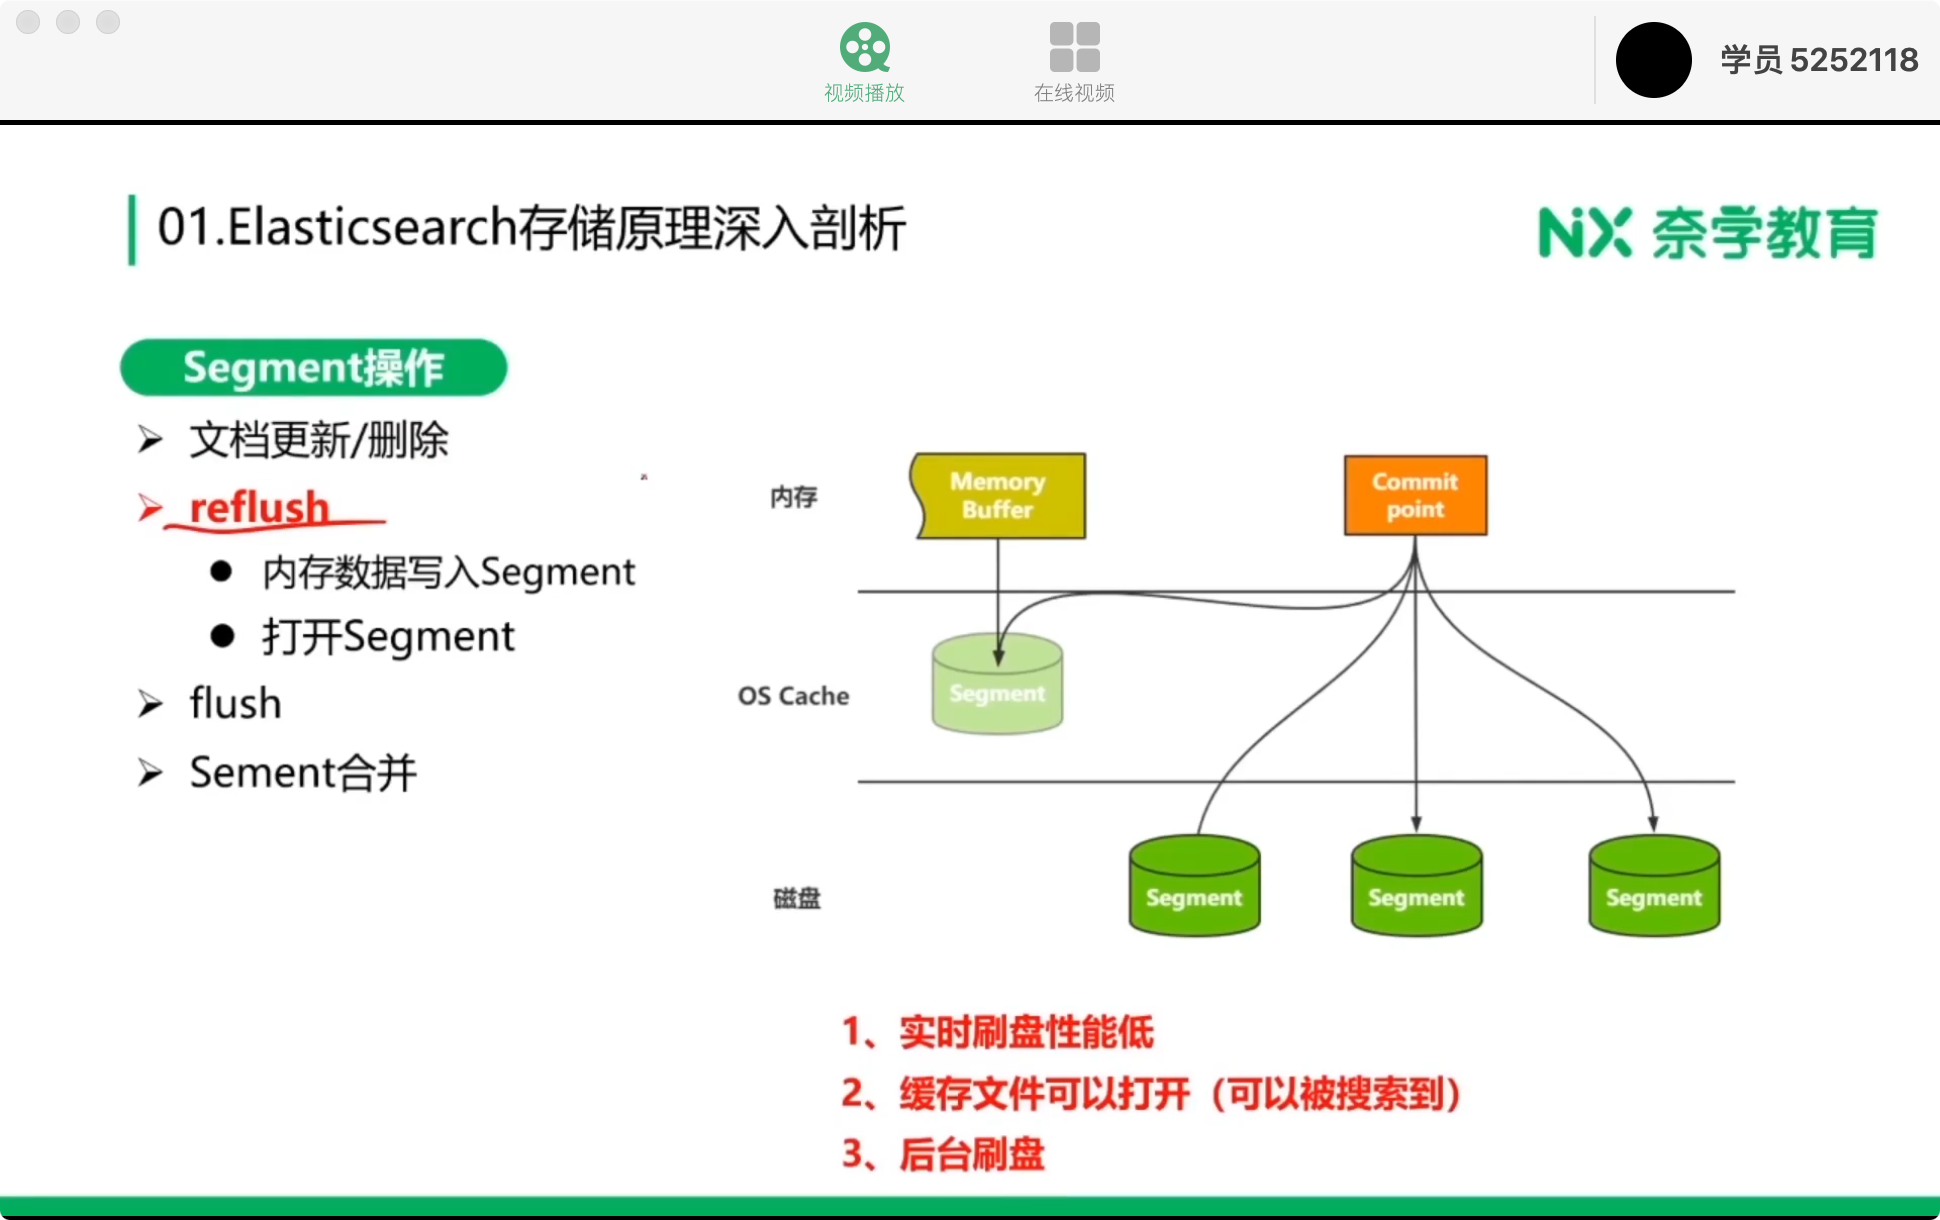 视频播放
在线视频
学员 5252118
01.Elasticsearch存储原理深入剖析
NX 奈学教育
Segment操作
文档更新/删除
reflush
内存数据写入Segment
打开Segment
flush
Sement合并
内存
Memory
Buffer
Commit
point
OS Cache
Segment
磁盘
Segment
Segment
Segment
1、实时刷盘性能低
2、缓存文件可以打开（可以被搜索到）
3、后台刷盘